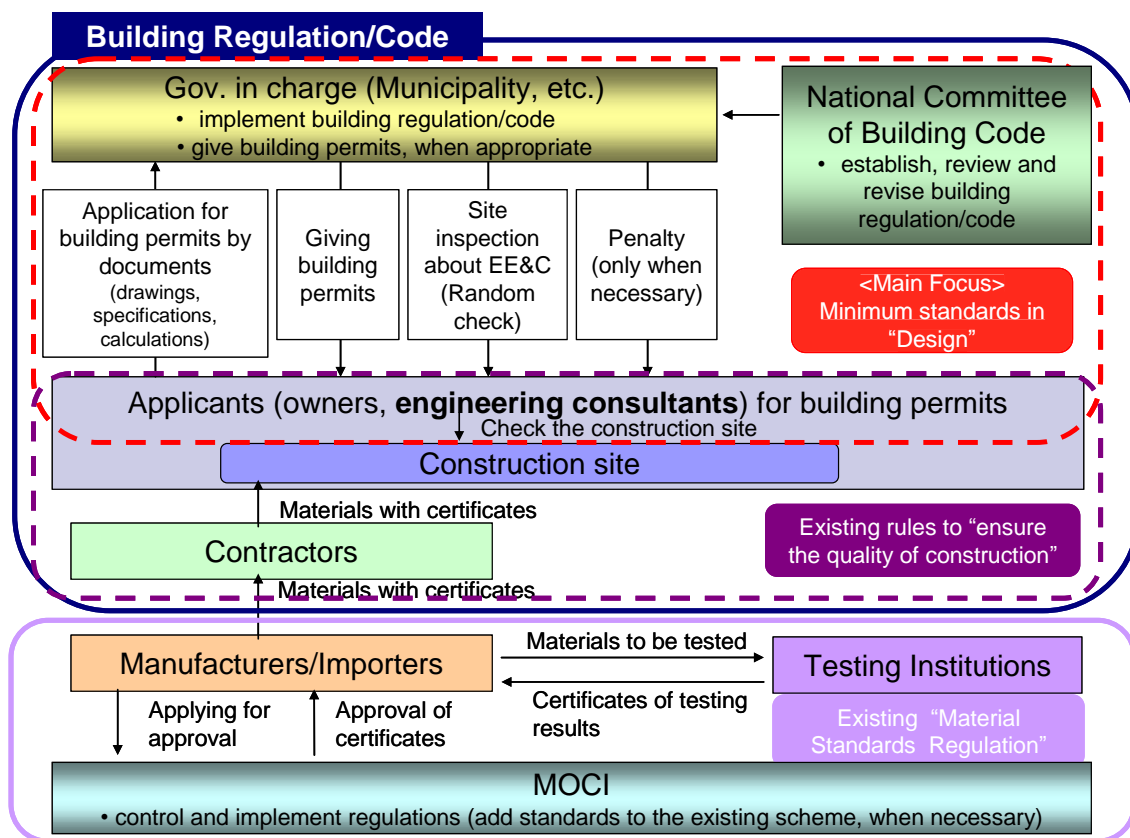 Building Regulation/Code
Gov. in charge (Municipality, etc.)
• implement building regulation/code
• give building permits, when appropriate
National Committee
of Building Code
• establish, review and
revise building
regulation/code
Application for
building permits by
documents
(drawings,
specifications,
calculations)
Giving
building
permits
Site
inspection
about EE&C
(Random
check)
Penalty
(only when
necessary)
<Main Focus>
Minimum standards in
“Design”
Applicants (owners, engineering consultants) for building permits
Check the construction site
Construction site
Materials with certificates
Contractors
Existing rules to “ensure
the quality of construction”
Materials with certificates
Manufacturers/Importers
Materials to be tested
Certificates of testing
results
Testing Institutions
Existing “Material
Standards Regulation”
Applying for
approval
Approval of
certificates
MOCI
• control and implement regulations (add standards to the existing scheme, when necessary)